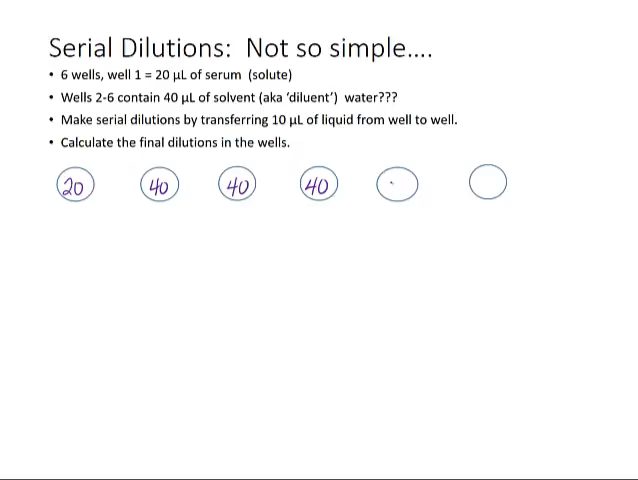 Serial Dilutions:  Not so simple....
• 6 wells, well 1 = 20 µL of serum  (solute)
• Wells 2-6 contain 40 µL of solvent (aka ‘diluent’)  water???
• Make serial dilutions by transferring 10 µL of liquid from well to well.
• Calculate the final dilutions in the wells.
20 40 40 40